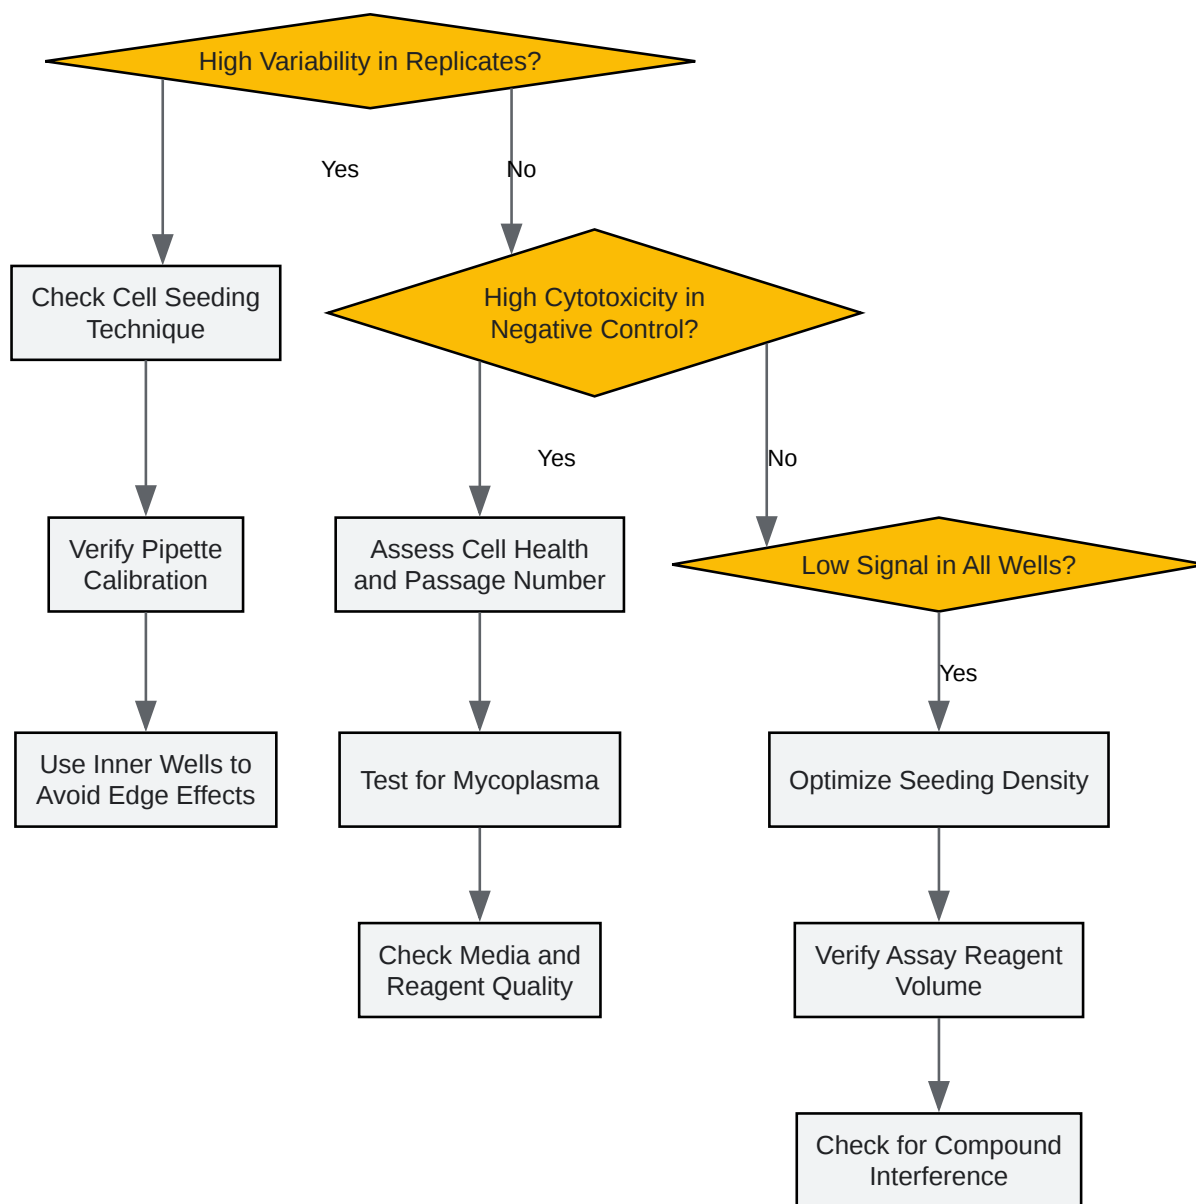 High Variability in Replicates?
Yes
No
Check Cell Seeding
Technique
High Cytotoxicity in
Negative Control?
Yes
No
Verify Pipette
Calibration
Assess Cell Health
and Passage Number
Low Signal in All Wells?
Yes
Use Inner Wells to
Avoid Edge Effects
Test for Mycoplasma
Optimize Seeding Density
Check Media and
Reagent Quality
Verify Assay Reagent
Volume
Check for Compound
Interference